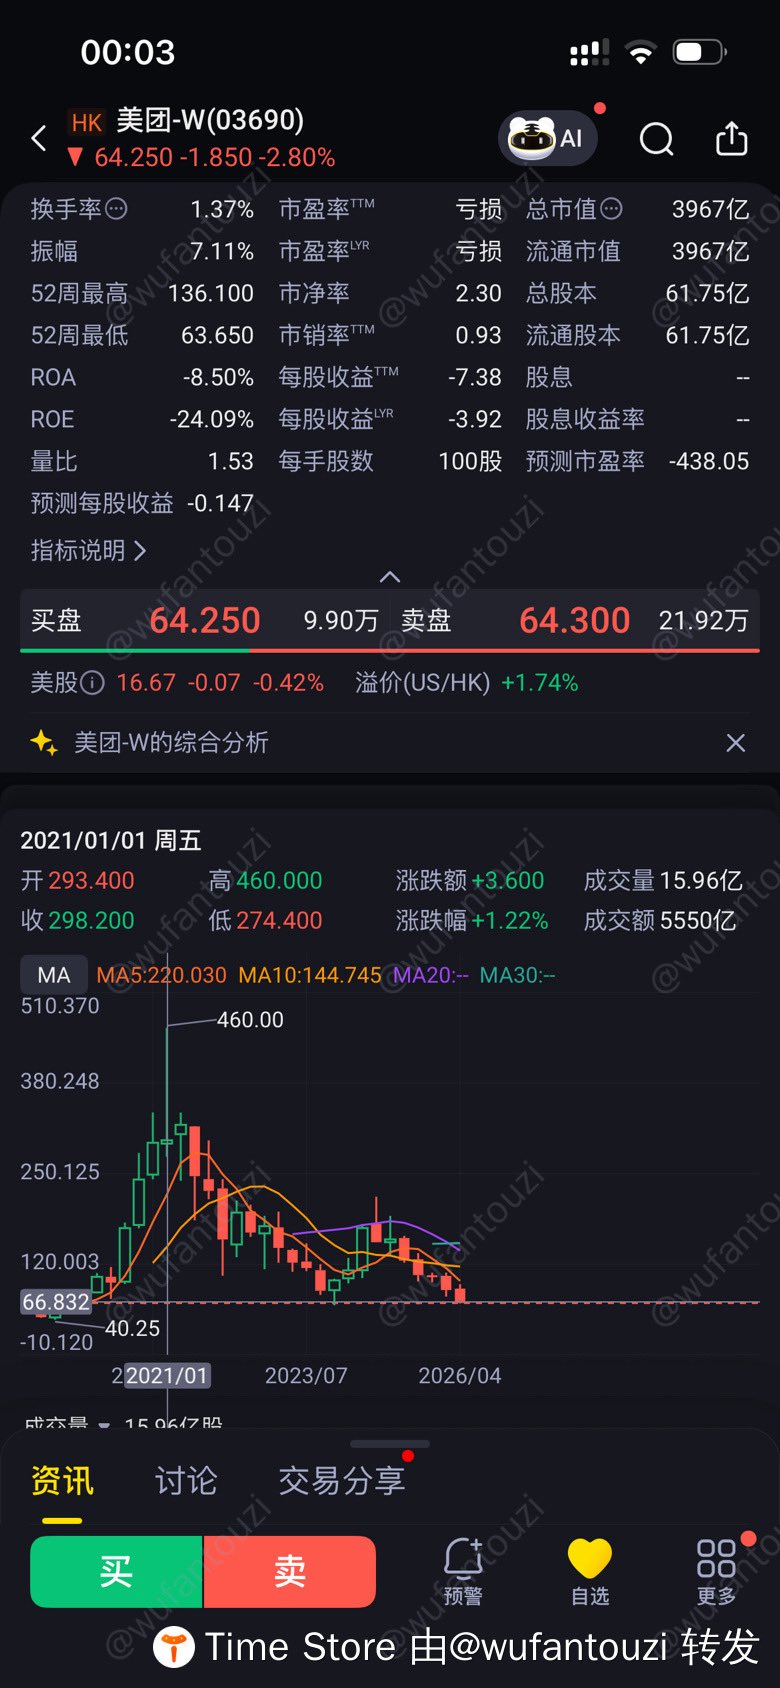 00:03
HK 美团-W(03690)
▼ 64.250 -1.850 -2.80%
AI
换手率 1.37% 市盈率TTM 亏损 总市值 3967亿
振幅 7.11% 市盈率LYR 亏损 流通市值 3967亿
52周最高 136.100 市净率 2.30 总股本 61.75亿
52周最低 63.650 市销率TTM 0.93 流通股本 61.75亿
ROA -8.50% 每股收益TTM -7.38 股息 --
ROE -24.09% 每股收益LYR -3.92 股息收益率 --
量比 1.53 每手股数 100股 预测市盈率 -438.05
预测每股收益 -0.147
指标说明
买盘 64.250 9.90万 卖盘 64.300 21.92万
美股 16.67 -0.07 -0.42% 溢价(US/HK) +1.74%
美团-W的综合分析
2021/01/01 周五
开 293.400 高 460.000 涨跌额 +3.600 成交量 15.96亿
收 298.200 低 274.400 涨跌幅 +1.22% 成交额 5550亿
MA MA5:220.030 MA10:144.745 MA20:-- MA30:--
510.370
460.00
380.248
250.125
120.003
66.832
40.25
-10.120
2 2021/01 2023/07 2026/04
成交量 15.96亿股
资讯 讨论 交易分享
买 卖 预警 自选 更多
Time Store 由@wufantouzi 转发
@wufantouzi